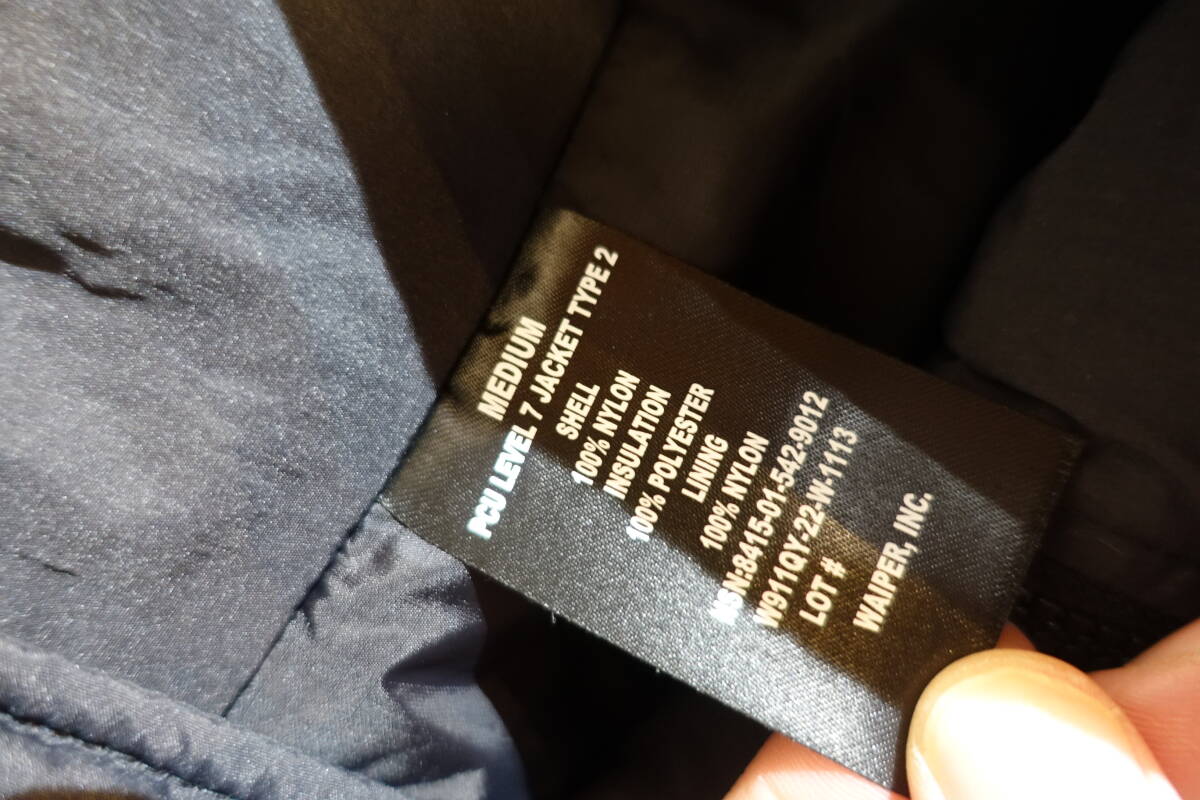 MEDIUM
PCU LEVEL 7 JACKET TYPE 2
SHELL
100% NYLON
INSULATION
100% POLYESTER
LINING
100% NYLON
NSN:8415-01-542-9012
W911QY-22-W-1113
LOT #
WAIPER, INC.